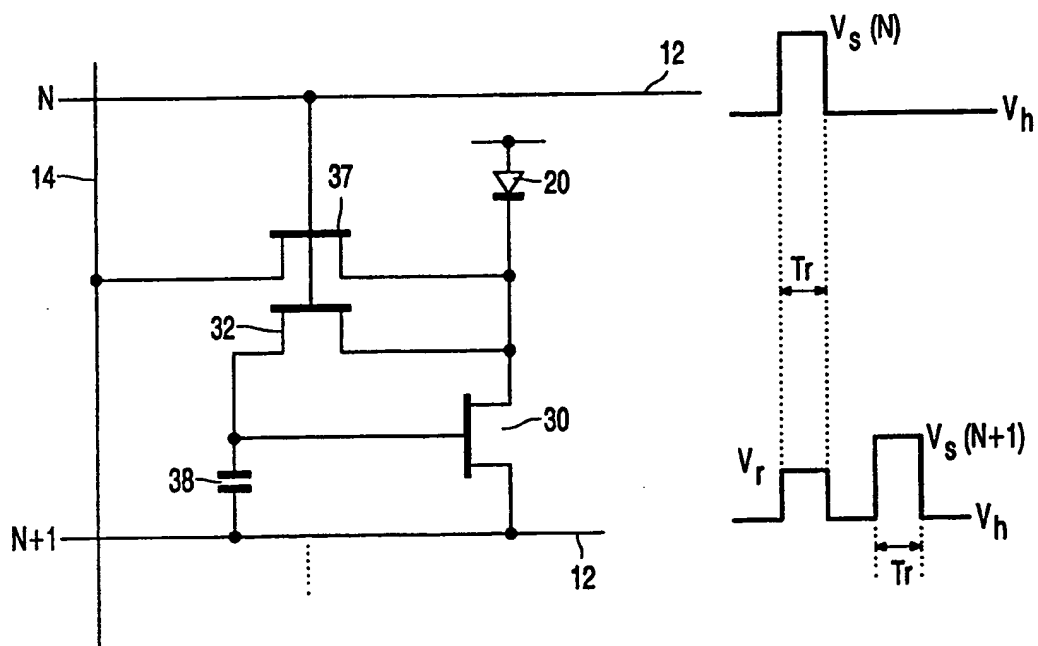 V_s (N)
12
N
V_h
14
20
37
Tr
32
30
V_s (N+1)
V_r
38
V_h
N+1
12
Tr